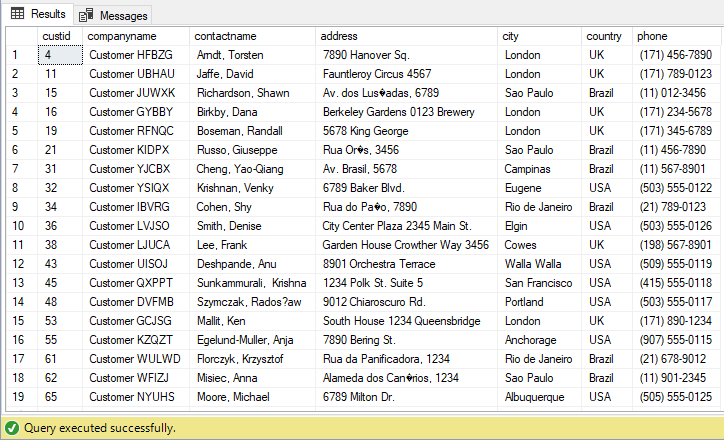 Results Messages
custid companyname contactname address city country phone
1 4 Customer HFBZG Arndt, Torsten 7890 Hanover Sq. London UK (171) 456-7890
2 11 Customer UBHAU Jaffe, David Fauntleroy Circus 4567 London UK (171) 789-0123
3 15 Customer JUWXK Richardson, Shawn Av. dos Lus�adas, 6789 Sao Paulo Brazil (11) 012-3456
4 16 Customer GYBBY Birkby, Dana Berkeley Gardens 0123 Brewery London UK (171) 234-5678
5 19 Customer RFNQC Boseman, Randall 5678 King George London UK (171) 345-6789
6 21 Customer KIDPX Russo, Giuseppe Rua Or�s, 3456 Sao Paulo Brazil (11) 456-7890
7 31 Customer YJCBX Cheng, Yao-Qiang Av. Brasil, 5678 Campinas Brazil (11) 567-8901
8 32 Customer YSIQX Krishnan, Venky 6789 Baker Blvd. Eugene USA (503) 555-0122
9 34 Customer IBVRG Cohen, Shy Rua do Pa�o, 7890 Rio de Janeiro Brazil (21) 789-0123
10 36 Customer LVJSO Smith, Denise City Center Plaza 2345 Main St. Elgin USA (503) 555-0126
11 38 Customer LJUCA Lee, Frank Garden House Crowther Way 3456 Cowes UK (198) 567-8901
12 43 Customer UISOJ Deshpande, Anu 8901 Orchestra Terrace Walla Walla USA (509) 555-0119
13 45 Customer QXPPT Sunkammurali, Krishna 1234 Polk St. Suite 5 San Francisco USA (415) 555-0118
14 48 Customer DVFMB Szymczak, Rados?aw 9012 Chiaroscuro Rd. Portland USA (503) 555-0117
15 53 Customer GCJSG Mallit, Ken South House 1234 Queensbridge London UK (171) 890-1234
16 55 Customer KZQZT Egelund-Muller, Anja 7890 Bering St. Anchorage USA (907) 555-0115
17 61 Customer WULWD Florczyk, Krzysztof Rua da Panificadora, 1234 Rio de Janeiro Brazil (21) 678-9012
18 62 Customer WFIZJ Misiec, Anna Alameda dos Can�rios, 1234 Sao Paulo Brazil (11) 901-2345
19 65 Customer NYUHS Moore, Michael 6789 Milton Dr. Albuquerque USA (505) 555-0125
Query executed successfully.